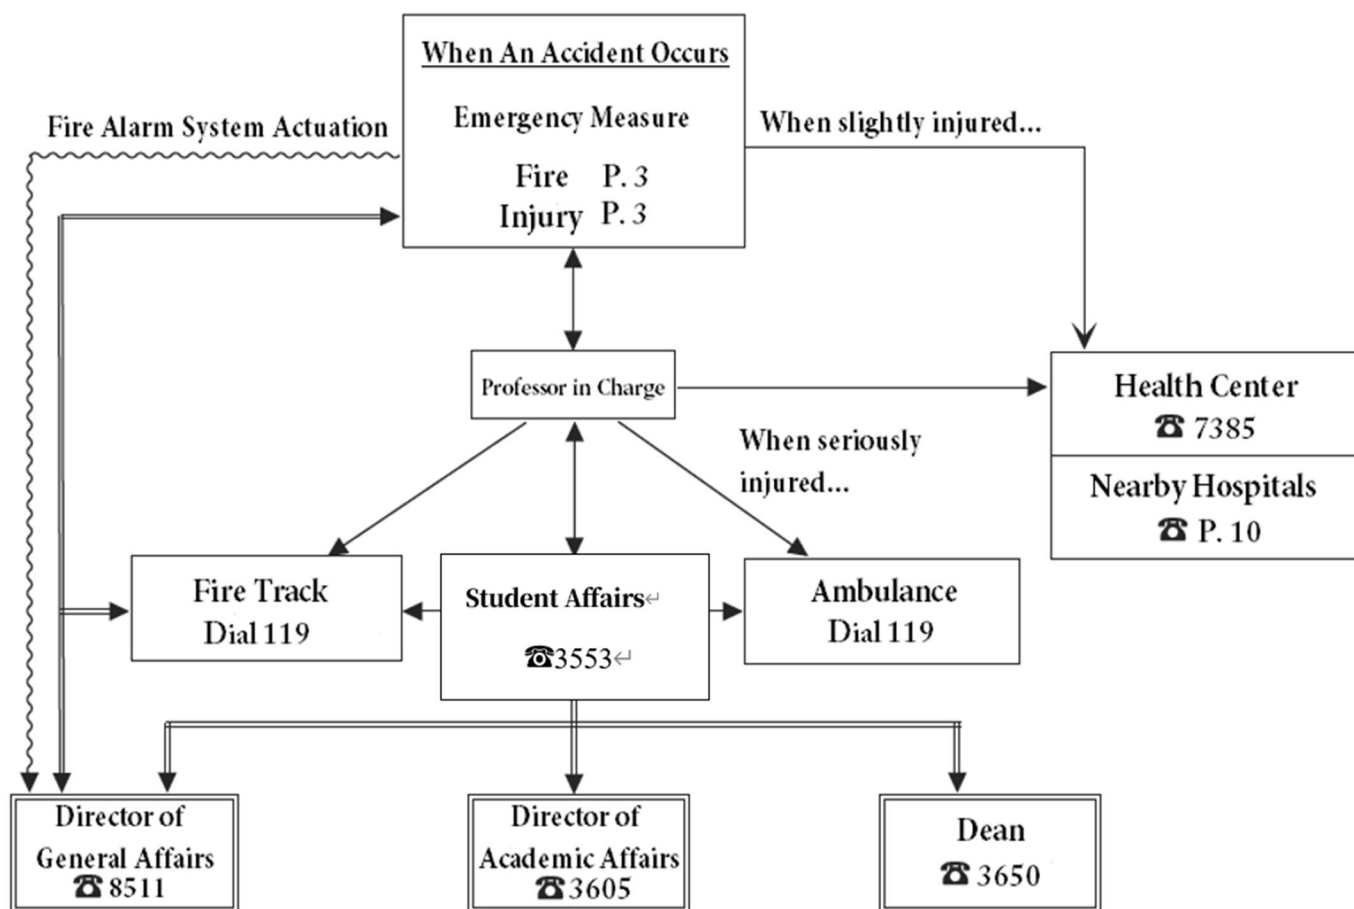 When An Accident Occurs
Emergency Measure
Fire P. 3
Injury P. 3
Fire Alarm System Actuation
When slightly injured...
Professor in Charge
Health Center
☎ 7385
Nearby Hospitals
☎ P. 10
When seriously
injured...
Fire Track
Dial 119
Student Affairs↵
☎3553↵
Ambulance
Dial 119
Director of
General Affairs
☎ 8511
Director of
Academic Affairs
☎ 3605
Dean
☎ 3650